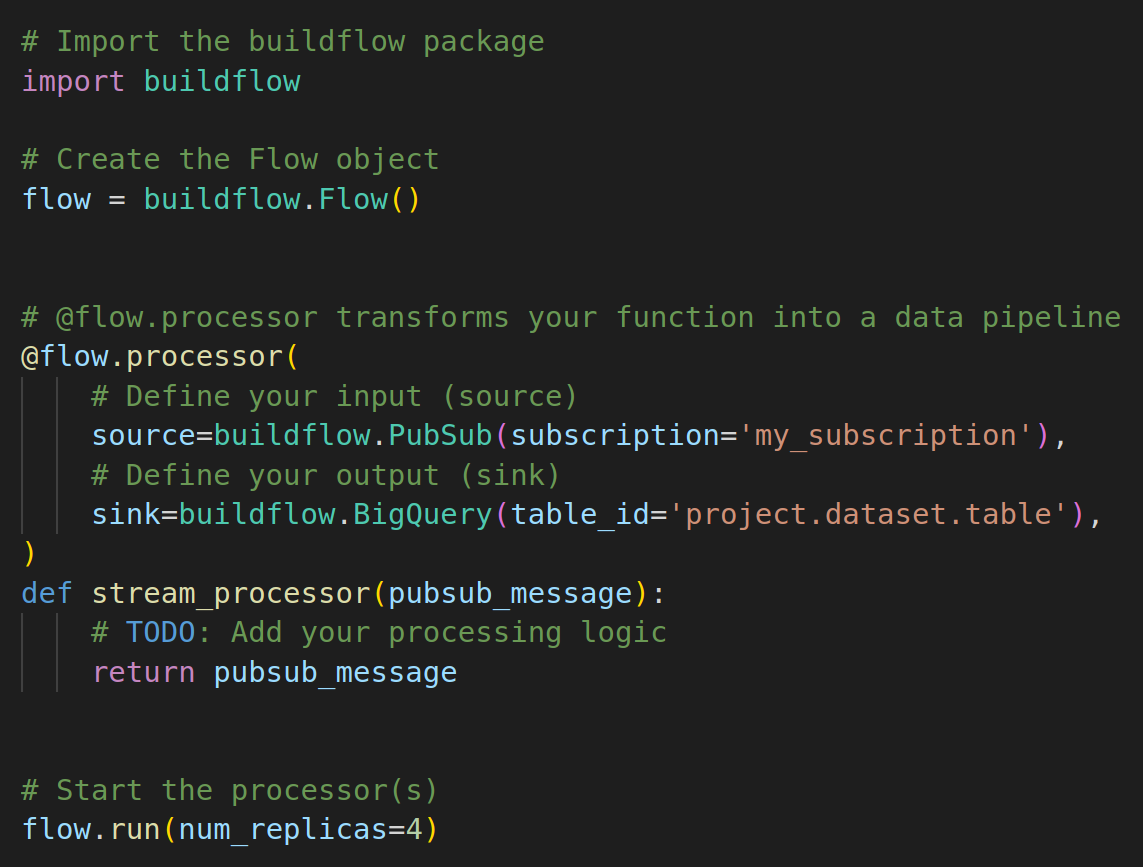 # Import the buildflow package
import buildflow
# Create the Flow object
flow = buildflow.Flow()
# @flow.processor transforms your function into a data pipeline
@flow.processor(
    # Define your input (source)
    source=buildflow.PubSub(subscription='my_subscription'),
    # Define your output (sink)
    sink=buildflow.BigQuery(table_id='project.dataset.table'),
)
def stream_processor(pubsub_message):
    # TODO: Add your processing logic
    return pubsub_message
# Start the processor(s)
flow.run(num_replicas=4)